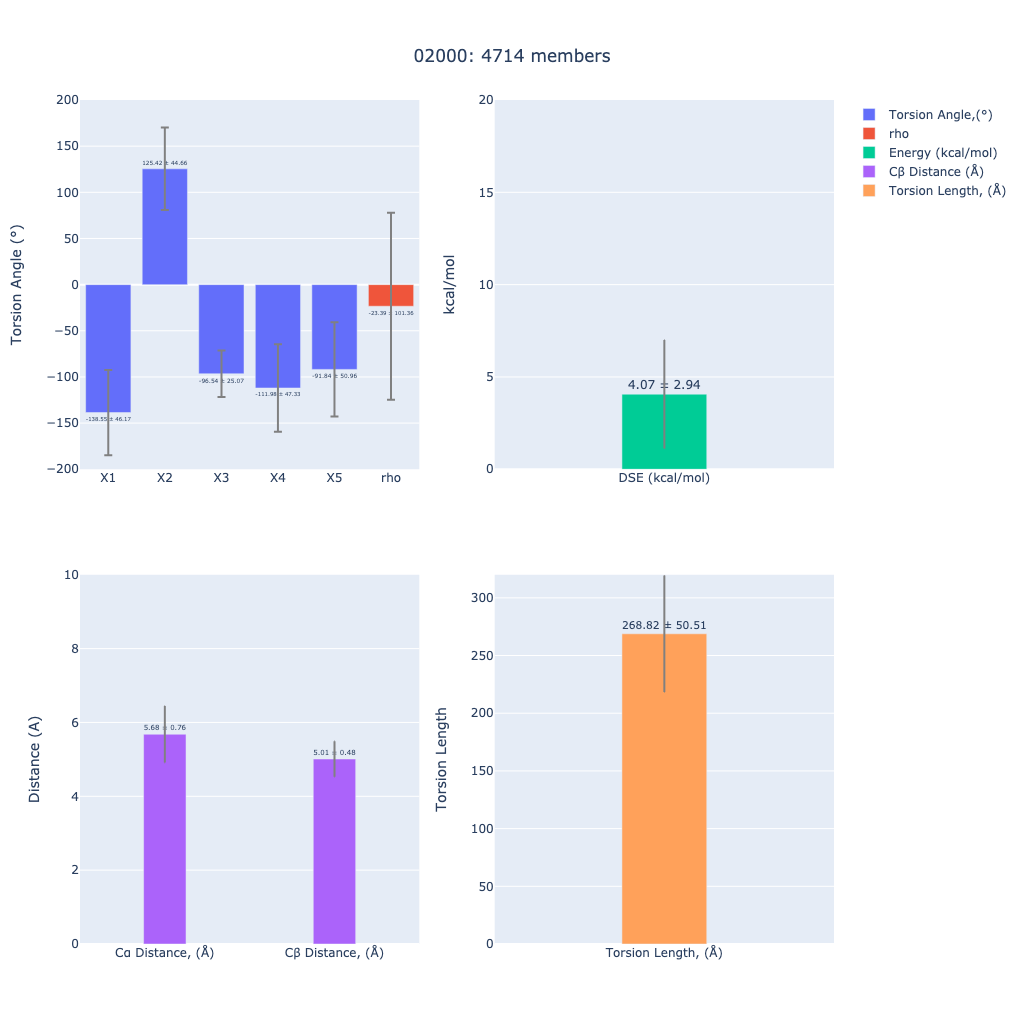 02000: 4714 members
200
150
100
50
0
−50
−100
−150
−200
Torsion Angle (°)
125.42 ± 44.66
-138.55 ± 46.17
-96.54 ± 25.07
-111.98 ± 47.33
-91.84 ± 50.96
-23.39 ± 101.36
X1 X2 X3 X4 X5 rho
20
15
10
5
0
kcal/mol
4.07 ± 2.94
DSE (kcal/mol)
Torsion Angle,(°)
rho
Energy (kcal/mol)
Cβ Distance (Å)
Torsion Length, (Å)
10
8
6
4
2
0
Distance (A)
5.68 ± 0.76
5.01 ± 0.48
Cα Distance, (Å) Cβ Distance, (Å)
300
250
200
150
100
50
0
Torsion Length
268.82 ± 50.51
Torsion Length, (Å)